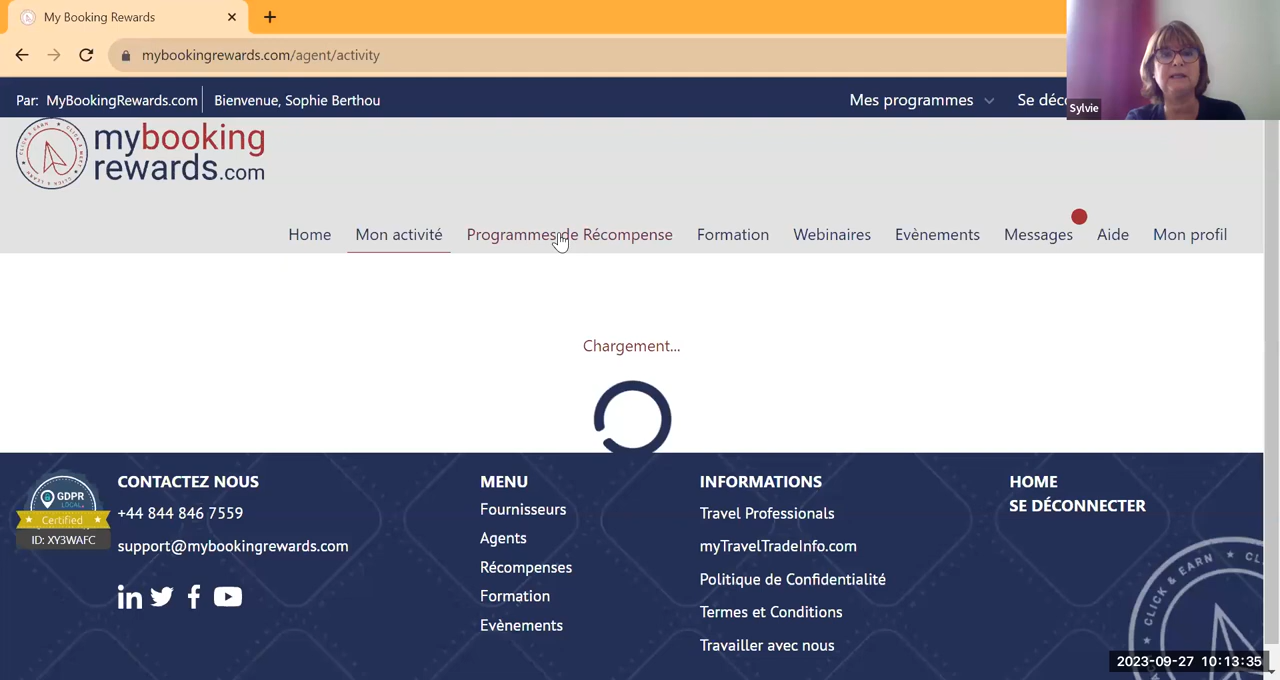 My Booking Rewards
mybookingrewards.com/agent/activity
Par: MyBookingRewards.com
Bienvenue, Sophie Berthou
Mes programmes
Se déco
Sylvie
mybooking
rewards.com
Home
Mon activité
Programmes de Récompense
Formation
Webinaires
Evènements
Messages
Aide
Mon profil
Chargement...
GDPR
LOCAL
Certified
ID: XY3WAFC
CONTACTEZ NOUS
+44 844 846 7559
support@mybookingrewards.com
MENU
Fournisseurs
Agents
Récompenses
Formation
Evènements
INFORMATIONS
Travel Professionals
myTravelTradeInfo.com
Politique de Confidentialité
Termes et Conditions
Travailler avec nous
HOME
SE DÉCONNECTER
CLICK & EARN
2023-09-27 10:13:35